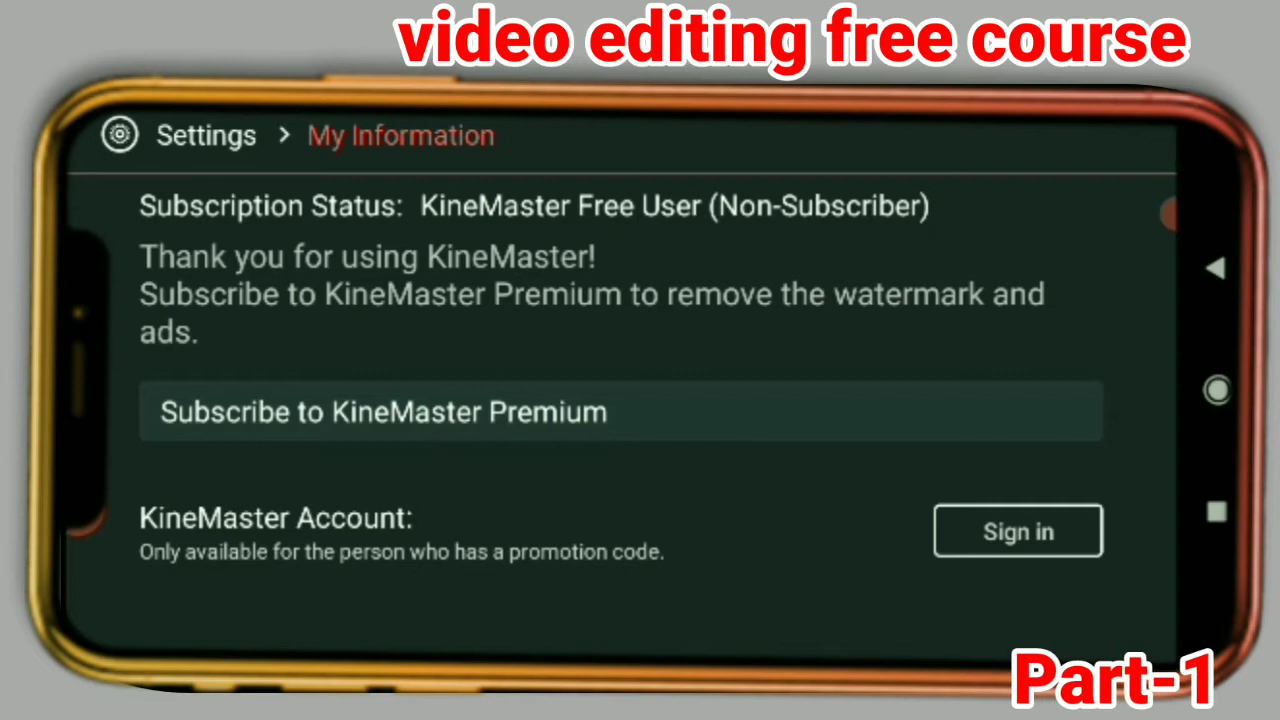 video editing free course
Settings > My Information
Subscription Status: KineMaster Free User (Non-Subscriber)
Thank you for using KineMaster!
Subscribe to KineMaster Premium to remove the watermark and
ads.
Subscribe to KineMaster Premium
KineMaster Account:
Sign in
Only available for the person who has a promotion code.
Part-1